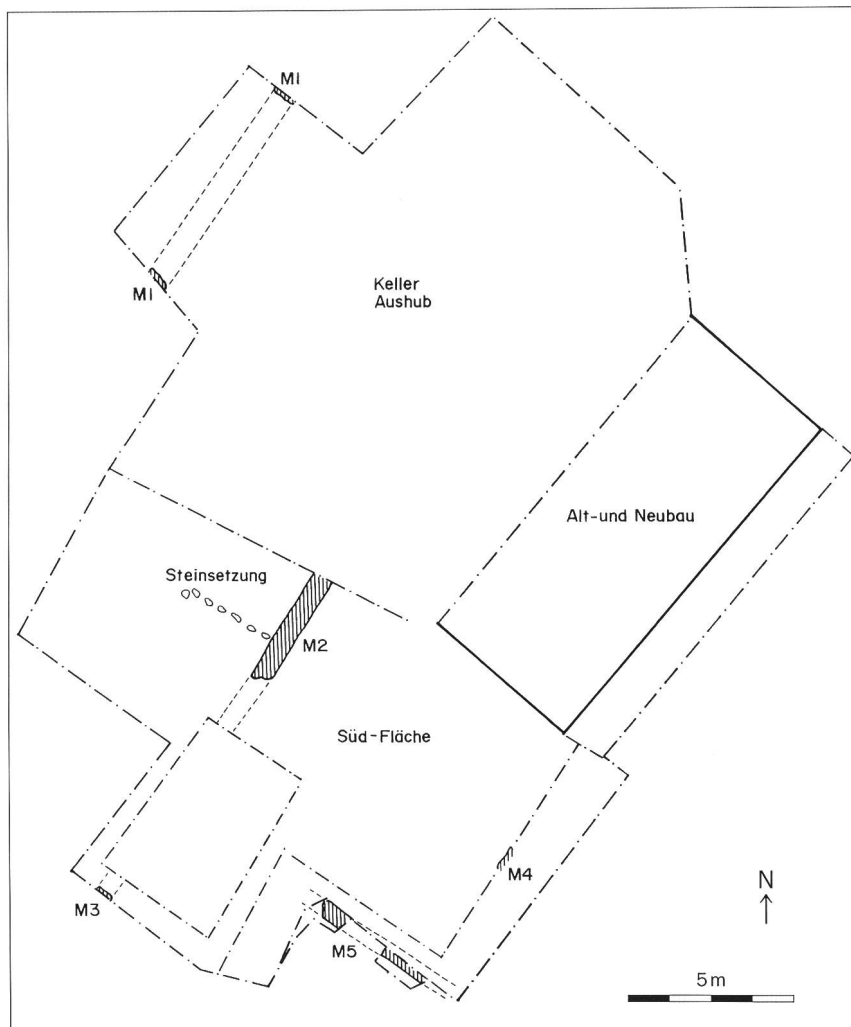 M1
M1
Keller
Aushub
Alt-und Neubau
Steinsetzung
M2
Süd-Fläche
M4
N
M3
M5
5m